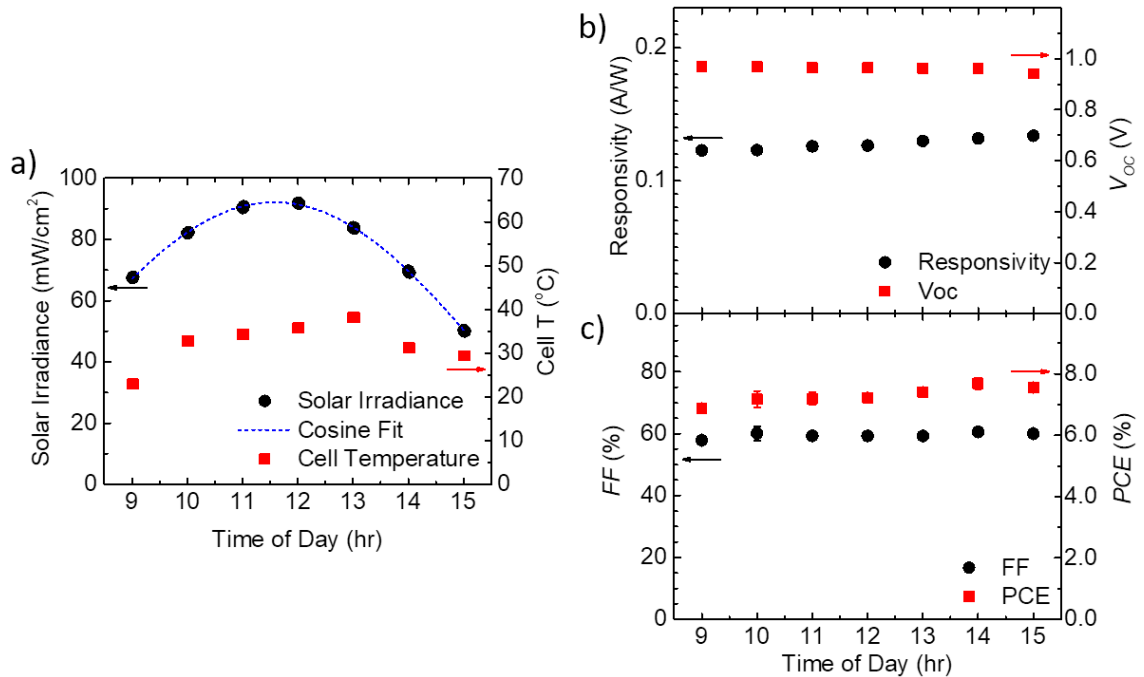 a)
Solar Irradiance (mW/cm²)
100
80
60
40
20
0
70
60
50
40
30
20
10
0
Cell T (°C)
Solar Irradiance
Cosine Fit
Cell Temperature
9 10 11 12 13 14 15
Time of Day (hr)
b)
Responsivity (A/W)
0.2
0.1
0.0
1.0
0.8
0.6
0.4
0.2
0.0
V_OC (V)
Responsivity
Voc
c)
FF (%)
80
60
40
20
0
8.0
6.0
4.0
2.0
0.0
PCE (%)
FF
PCE
9 10 11 12 13 14 15
Time of Day (hr)